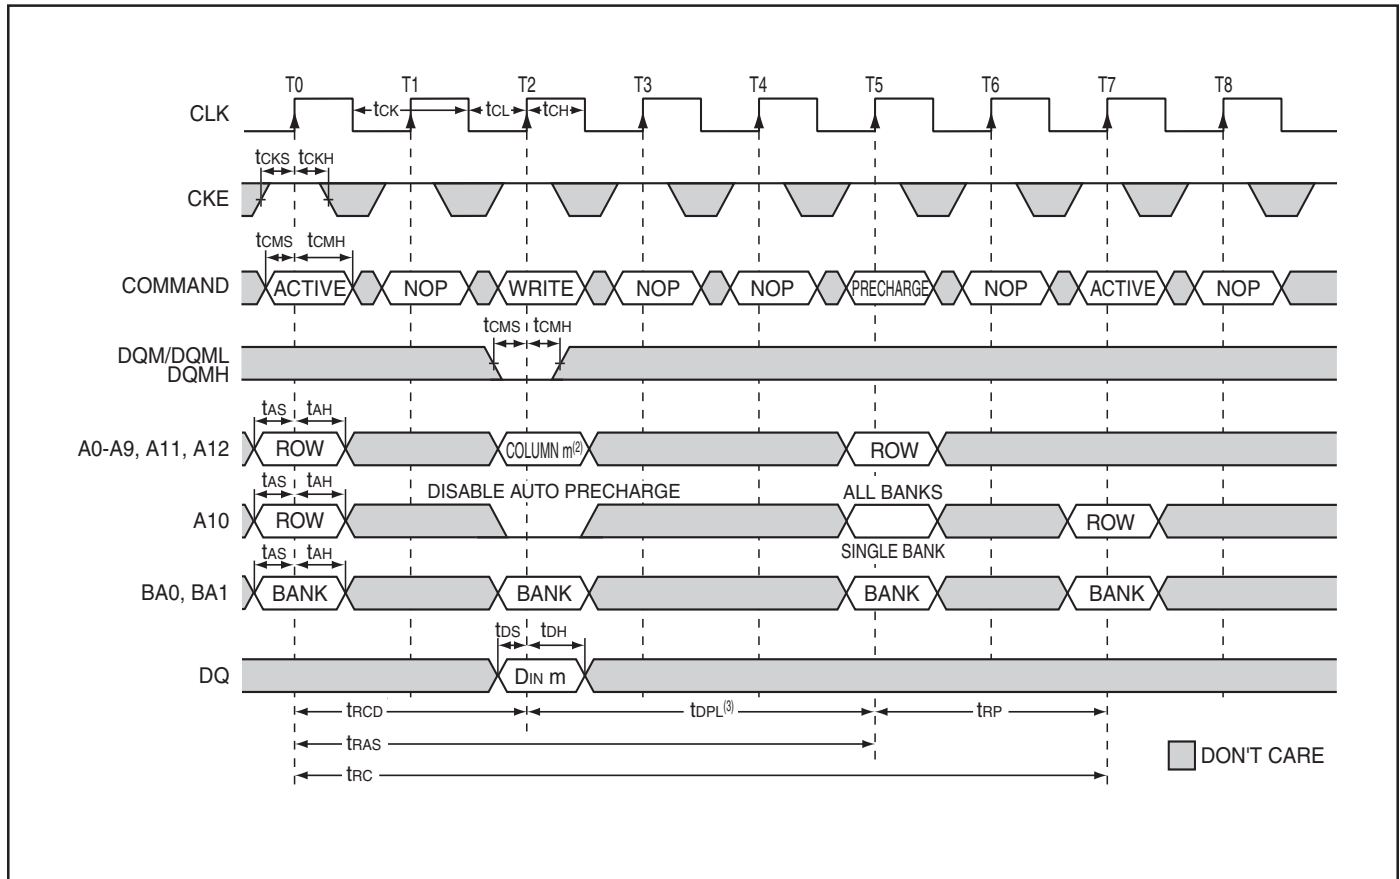 T0 T1 T2 T3 T4 T5 T6 T7 T8
CLK
tCK tCL tCH
tCKS tCKH
CKE
tCMS tCMH
COMMAND ACTIVE NOP WRITE NOP NOP PRECHARGE NOP ACTIVE NOP
tCMS tCMH
DQM/DQML
DQMH
tAS tAH
A0-A9, A11, A12 ROW COLUMN m(2) ROW
tAS tAH DISABLE AUTO PRECHARGE ALL BANKS
A10 ROW ROW
SINGLE BANK
tAS tAH
BA0, BA1 BANK BANK BANK BANK
tDS tDH
DQ DIN m
tRCD tDPL(3) tRP
tRAS
tRC
DON'T CARE